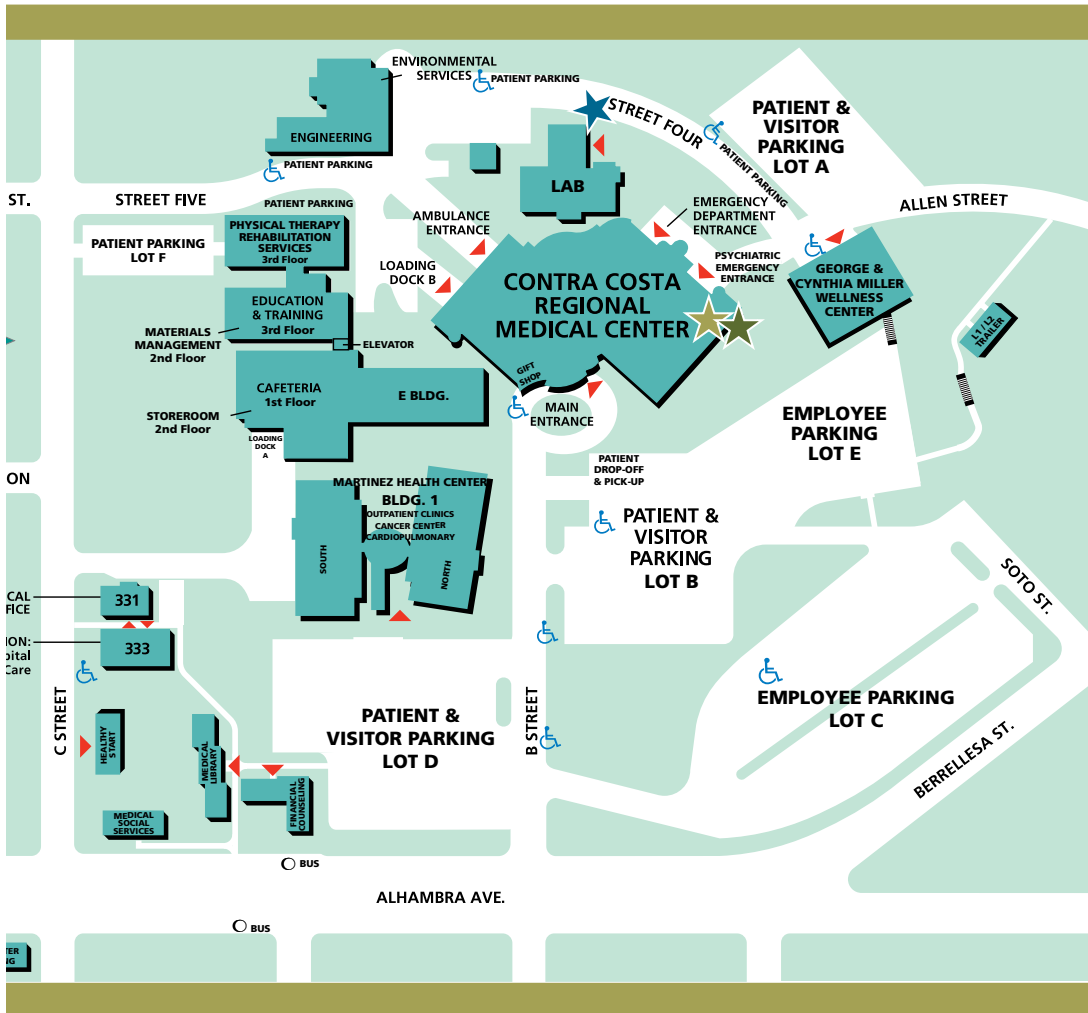 ENVIRONMENTAL
SERVICES
PATIENT PARKING
ENGINEERING
PATIENT PARKING
STREET FOUR
PATIENT &
VISITOR
PARKING
LOT A
PATIENT PARKING
LAB
ST.
STREET FIVE
PATIENT PARKING
ALLEN STREET
PATIENT PARKING
LOT F
PHYSICAL THERAPY
REHABILITATION
SERVICES
3rd Floor
AMBULANCE
ENTRANCE
EMERGENCY
DEPARTMENT
ENTRANCE
LOADING
DOCK B
PSYCHIATRIC
EMERGENCY
ENTRANCE
CONTRA COSTA
REGIONAL
MEDICAL CENTER
GEORGE &
CYNTHIA MILLER
WELLNESS
CENTER
L1 / L2
TRAILER
EDUCATION
& TRAINING
3rd Floor
MATERIALS
MANAGEMENT
2nd Floor
ELEVATOR
CAFETERIA
1st Floor
E BLDG.
GIFT
SHOP
MAIN
ENTRANCE
STOREROOM
2nd Floor
LOADING
DOCK
A
EMPLOYEE
PARKING
LOT E
PATIENT
DROP-OFF
& PICK-UP
ON
MARTINEZ HEALTH CENTER
BLDG. 1
OUTPATIENT CLINICS
CANCER CENTER
CARDIOPULMONARY
SOUTH
NORTH
PATIENT &
VISITOR
PARKING
LOT B
SOTO ST.
CAL
FICE
331
ION:
pital
Care
333
C STREET
HEALTHY
START
MEDICAL
LIBRARY
MEDICAL
SOCIAL
SERVICES
FINANCIAL
COUNSELING
PATIENT &
VISITOR PARKING
LOT D
B STREET
EMPLOYEE PARKING
LOT C
BERRELLESA ST.
BUS
ALHAMBRA AVE.
BUS
TER
NG